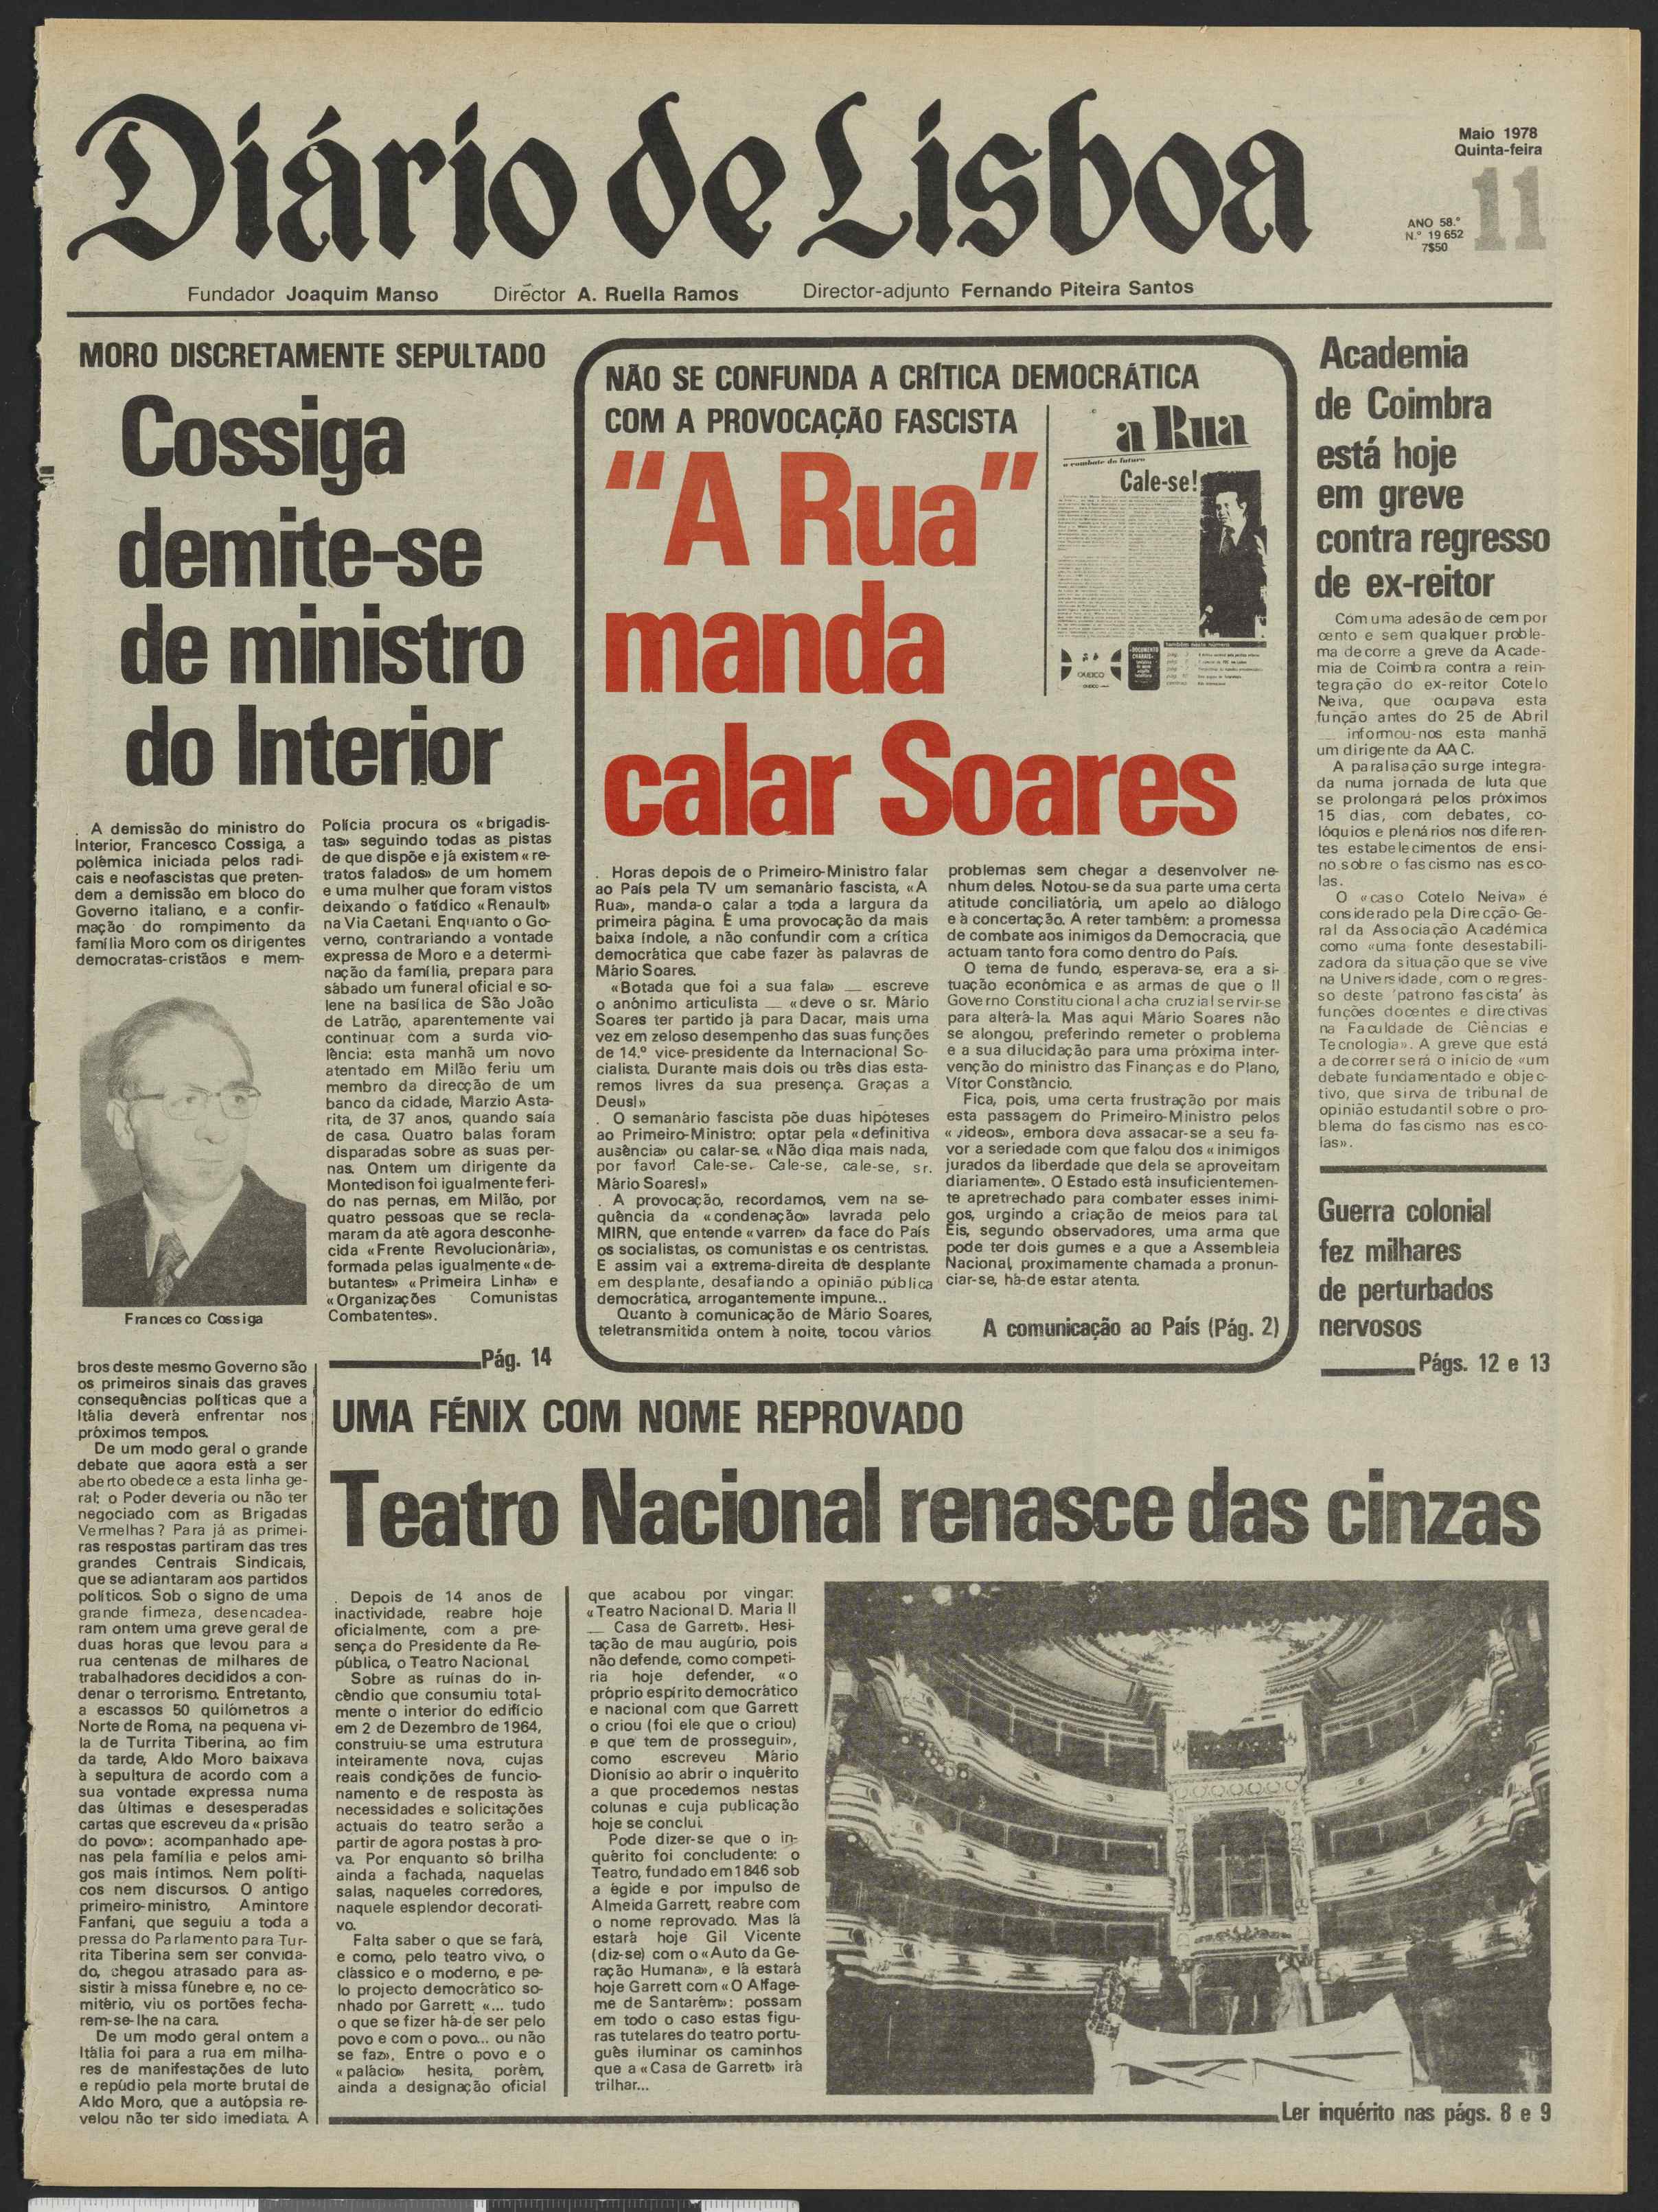 Diário de Lisboa
Maio 1978
Quinta-feira
11
ANO 58.º
N.º 19 652
7$50
Fundador Joaquim Manso Director A. Ruella Ramos Director-adjunto Fernando Piteira Santos
MORO DISCRETAMENTE SEPULTADO
Cossiga
demite-se
de ministro
do Interior
. A demissão do ministro do
Interior, Francesco Cossiga, a
polémica iniciada pelos radi-
cais e neofascistas que preten-
dem a demissão em bloco do
Governo italiano, e a confir-
mação do rompimento da
família Moro com os dirigentes
democratas-cristãos e mem-
Francesco Cossiga
bros deste mesmo Governo são
os primeiros sinais das graves
consequências políticas que a
Itália deverá enfrentar nos
próximos tempos.
De um modo geral o grande
debate que agora está a ser
aberto obedece a esta linha ge-
ral: o Poder deveria ou não ter
negociado com as Brigadas
Vermelhas? Para já as primei-
ras respostas partiram das tres
grandes Centrais Sindicais,
que se adiantaram aos partidos
políticos. Sob o signo de uma
grande firmeza, desencadea-
ram ontem uma greve geral de
duas horas que levou para a
rua centenas de milhares de
trabalhadores decididos a con-
denar o terrorismo. Entretanto,
a escassos 50 quilómetros a
Norte de Roma, na pequena vi-
la de Turrita Tiberina, ao fim
da tarde, Aldo Moro baixava
à sepultura de acordo com a
sua vontade expressa numa
das últimas e desesperadas
cartas que escreveu da «prisão
do povo»: acompanhado ape-
nas pela família e pelos ami-
gos mais íntimos. Nem políti-
cos nem discursos. O antigo
primeiro-ministro, Amintore
Fanfani, que seguiu a toda a
pressa do Parlamento para Tur-
rita Tiberina sem ser convida-
do, chegou atrasado para as-
sistir à missa fúnebre e, no ce-
mitério, viu os portões fecha-
rem-se-lhe na cara.
De um modo geral ontem a
Itália foi para a rua em milha-
res de manifestações de luto
e repúdio pela morte brutal de
Aldo Moro, que a autópsia re-
velou não ter sido imediata. A
Polícia procura os «brigadis-
tas» seguindo todas as pistas
de que dispõe e já existem «re-
tratos falados» de um homem
e uma mulher que foram vistos
deixando o fatídico «Renault»
na Via Caetani. Enquanto o Go-
verno, contrariando a vontade
expressa de Moro e a determi-
nação da família, prepara para
sábado um funeral oficial e so-
lene na basílica de São João
de Latrão, aparentemente vai
continuar com a surda vio-
lência: esta manhã um novo
atentado em Milão feriu um
membro da direcção de um
banco da cidade, Marzio Asta-
rita, de 37 anos, quando saía
de casa. Quatro balas foram
disparadas sobre as suas per-
nas. Ontem um dirigente da
Montedison foi igualmente feri-
do nas pernas, em Milão, por
quatro pessoas que se recla-
maram da até agora desconhe-
cida «Frente Revolucionária»,
formada pelas igualmente «de-
butantes» «Primeira Linha» e
«Organizações Comunistas
Combatentes».
Pág. 14
NÃO SE CONFUNDA A CRÍTICA DEMOCRÁTICA
COM A PROVOCAÇÃO FASCISTA
"A Rua"
manda
calar Soares
a Rua
o combate do futuro
Cale-se!
. Horas depois de o Primeiro-Ministro falar
ao País pela TV um semanário fascista, «A
Rua», manda-o calar a toda a largura da
primeira página. É uma provocação da mais
baixa índole, a não confundir com a crítica
democrática que cabe fazer às palavras de
Mário Soares.
«Botada que foi a sua fala» — escreve
o anónimo articulista — «deve o sr. Mário
Soares ter partido já para Dacar, mais uma
vez em zeloso desempenho das suas funções
de 14.º vice-presidente da Internacional So-
cialista. Durante mais dois ou três dias esta-
remos livres da sua presença. Graças a
Deus!»
. O semanário fascista põe duas hipóteses
ao Primeiro-Ministro: optar pela «definitiva
ausência» ou calar-se. «Não diga mais nada,
por favor! Cale-se. Cale-se, cale-se, sr.
Mário Soares!»
. A provocação, recordamos, vem na se-
quência da «condenação» lavrada pelo
MIRN, que entende «varrer» da face do País
os socialistas, os comunistas e os centristas.
E assim vai a extrema-direita de desplante
em desplante, desafiando a opinião pública
democrática, arrogantemente impune...
Quanto à comunicação de Mário Soares,
teletransmitida ontem à noite, tocou vários
problemas sem chegar a desenvolver ne-
nhum deles. Notou-se da sua parte uma certa
atitude conciliatória, um apelo ao diálogo
e à concertação. A reter também: a promessa
de combate aos inimigos da Democracia, que
actuam tanto fora como dentro do País.
O tema de fundo, esperava-se, era a si-
tuação económica e as armas de que o II
Governo Constitucional acha cruzial servir-se
para alterá-la. Mas aqui Mário Soares não
se alongou, preferindo remeter o problema
e a sua dilucidação para uma próxima inter-
venção do ministro das Finanças e do Plano,
Vítor Constâncio.
Fica, pois, uma certa frustração por mais
esta passagem do Primeiro-Ministro pelos
«videos», embora deva assacar-se a seu fa-
vor a seriedade com que falou dos «inimigos
jurados da liberdade que dela se aproveitam
diariamente». O Estado está insuficientemen-
te apretrechado para combater esses inimi-
gos, urgindo a criação de meios para tal.
Eis, segundo observadores, uma arma que
pode ter dois gumes e a que a Assembleia
Nacional, proximamente chamada a pronun-
ciar-se, há-de estar atenta.
A comunicação ao País (Pág. 2)
Academia
de Coimbra
está hoje
em greve
contra regresso
de ex-reitor
Com uma adesão de cem por
cento e sem qualquer proble-
ma decorre a greve da Acade-
mia de Coimbra contra a rein-
tegração do ex-reitor Cotelo
Neiva, que ocupava esta
função antes do 25 de Abril
— informou-nos esta manhã
um dirigente da AAC.
A paralisação surge integra-
da numa jornada de luta que
se prolongará pelos próximos
15 dias, com debates, co-
lóquios e plenários nos diferen-
tes estabelecimentos de ensi-
no sobre o fascismo nas esco-
las.
O «caso Cotelo Neiva» é
considerado pela Direcção-Ge-
ral da Associação Académica
como «uma fonte desestabili-
zadora da situação que se vive
na Universidade, com o regres-
so deste 'patrono fascista' às
funções docentes e directivas
na Faculdade de Ciências e
Tecnologia». A greve que está
a decorrer será o início de «um
debate fundamentado e objec-
tivo, que sirva de tribunal de
opinião estudantil sobre o pro-
blema do fascismo nas esco-
las».
Guerra colonial
fez milhares
de perturbados
nervosos
Págs. 12 e 13
UMA FÉNIX COM NOME REPROVADO
Teatro Nacional renasce das cinzas
. Depois de 14 anos de
inactividade, reabre hoje
oficialmente, com a pre-
sença do Presidente da Re-
pública, o Teatro Nacional.
Sobre as ruínas do in-
cêndio que consumiu total-
mente o interior do edifício
em 2 de Dezembro de 1964,
construiu-se uma estrutura
inteiramente nova, cujas
reais condições de funcio-
namento e de resposta às
necessidades e solicitações
actuais do teatro serão a
partir de agora postas à pro-
va. Por enquanto só brilha
ainda a fachada, naquelas
salas, naqueles corredores,
naquele esplendor decorati-
vo.
Falta saber o que se fará,
e como, pelo teatro vivo, o
clássico e o moderno, e pe-
lo projecto democrático so-
nhado por Garrett: «... tudo
o que se fizer há-de ser pelo
povo e com o povo... ou não
se faz». Entre o povo e o
«palácio» hesita, porém,
ainda a designação oficial
que acabou por vingar:
«Teatro Nacional D. Maria II
— Casa de Garrett». Hesi-
tação de mau augúrio, pois
não defende, como competi-
ria hoje defender, «o
próprio espírito democrático
e nacional com que Garrett
o criou (foi ele que o criou)
e que tem de prosseguir»,
como escreveu Mário
Dionísio ao abrir o inquérito
a que procedemos nestas
colunas e cuja publicação
hoje se conclui.
Pode dizer-se que o in-
quérito foi concludente: o
Teatro, fundado em 1846 sob
a égide e por impulso de
Almeida Garrett, reabre com
o nome reprovado. Mas lá
estará hoje Gil Vicente
(diz-se) com o «Auto da Ge-
ração Humana», e lá estará
hoje Garrett com «O Alfage-
me de Santarém»: possam
em todo o caso estas figu-
ras tutelares do teatro portu-
guês iluminar os caminhos
que a «Casa de Garrett» irá
trilhar...
Ler inquérito nas págs. 8 e 9